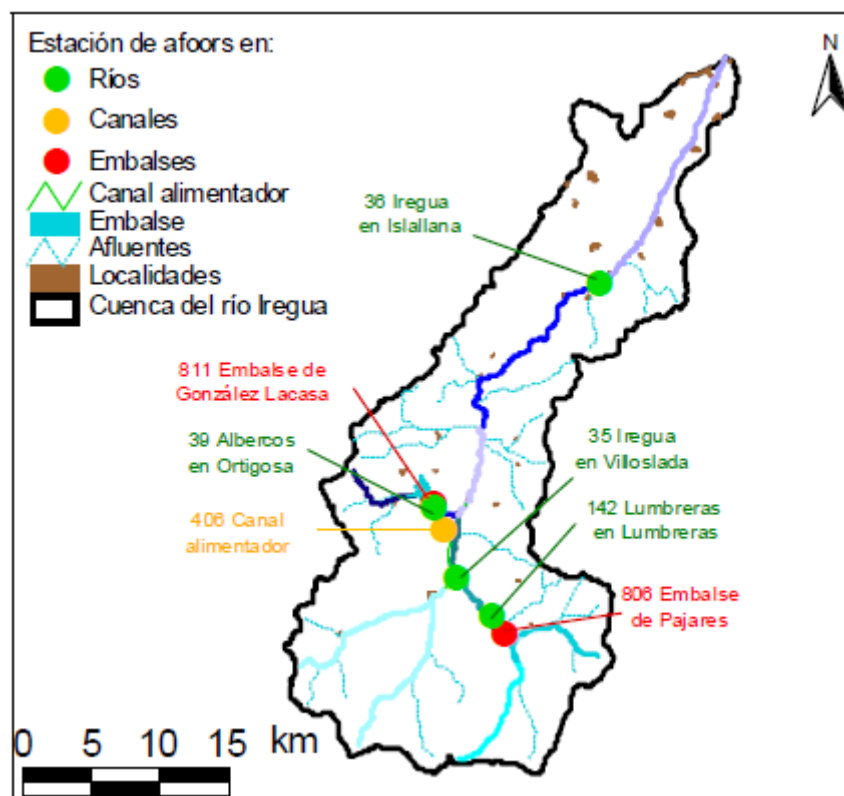 Estación de afoors en:
Ríos
Canales
Embalses
Canal alimentador
Embalse
Afluentes
Localidades
Cuenca del río Iregua
N
36 Iregua
en Islallana
811 Embalse de
González Lacasa
39 Albercos
en Ortigosa
35 Iregua
en Villoslada
142 Lumbreras
en Lumbreras
406 Canal
alimentador
806 Embalse
de Pajares
0 5 10 15 km